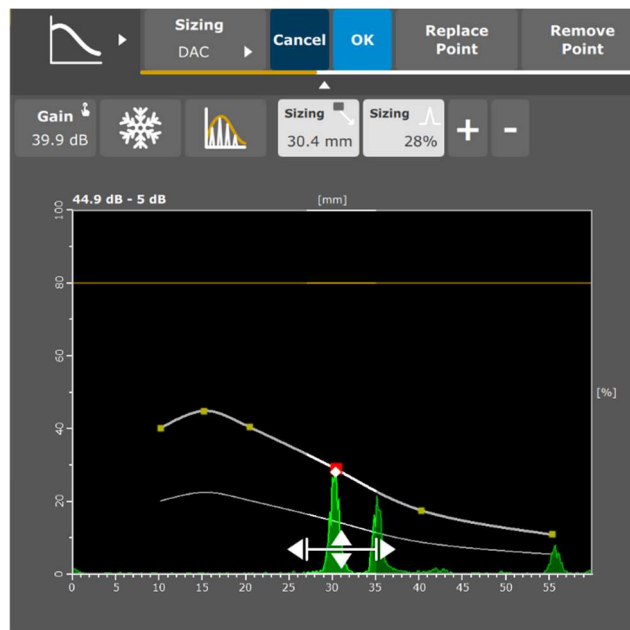 Sizing
DAC
Cancel
OK
Replace
Point
Remove
Point
Gain
39.9 dB
Sizing
30.4 mm
Sizing
28%
+
-
44.9 dB - 5 dB
[mm]
100
80
60
40
20
0
[%]
0 5 10 15 20 25 30 35 40 45 50 55